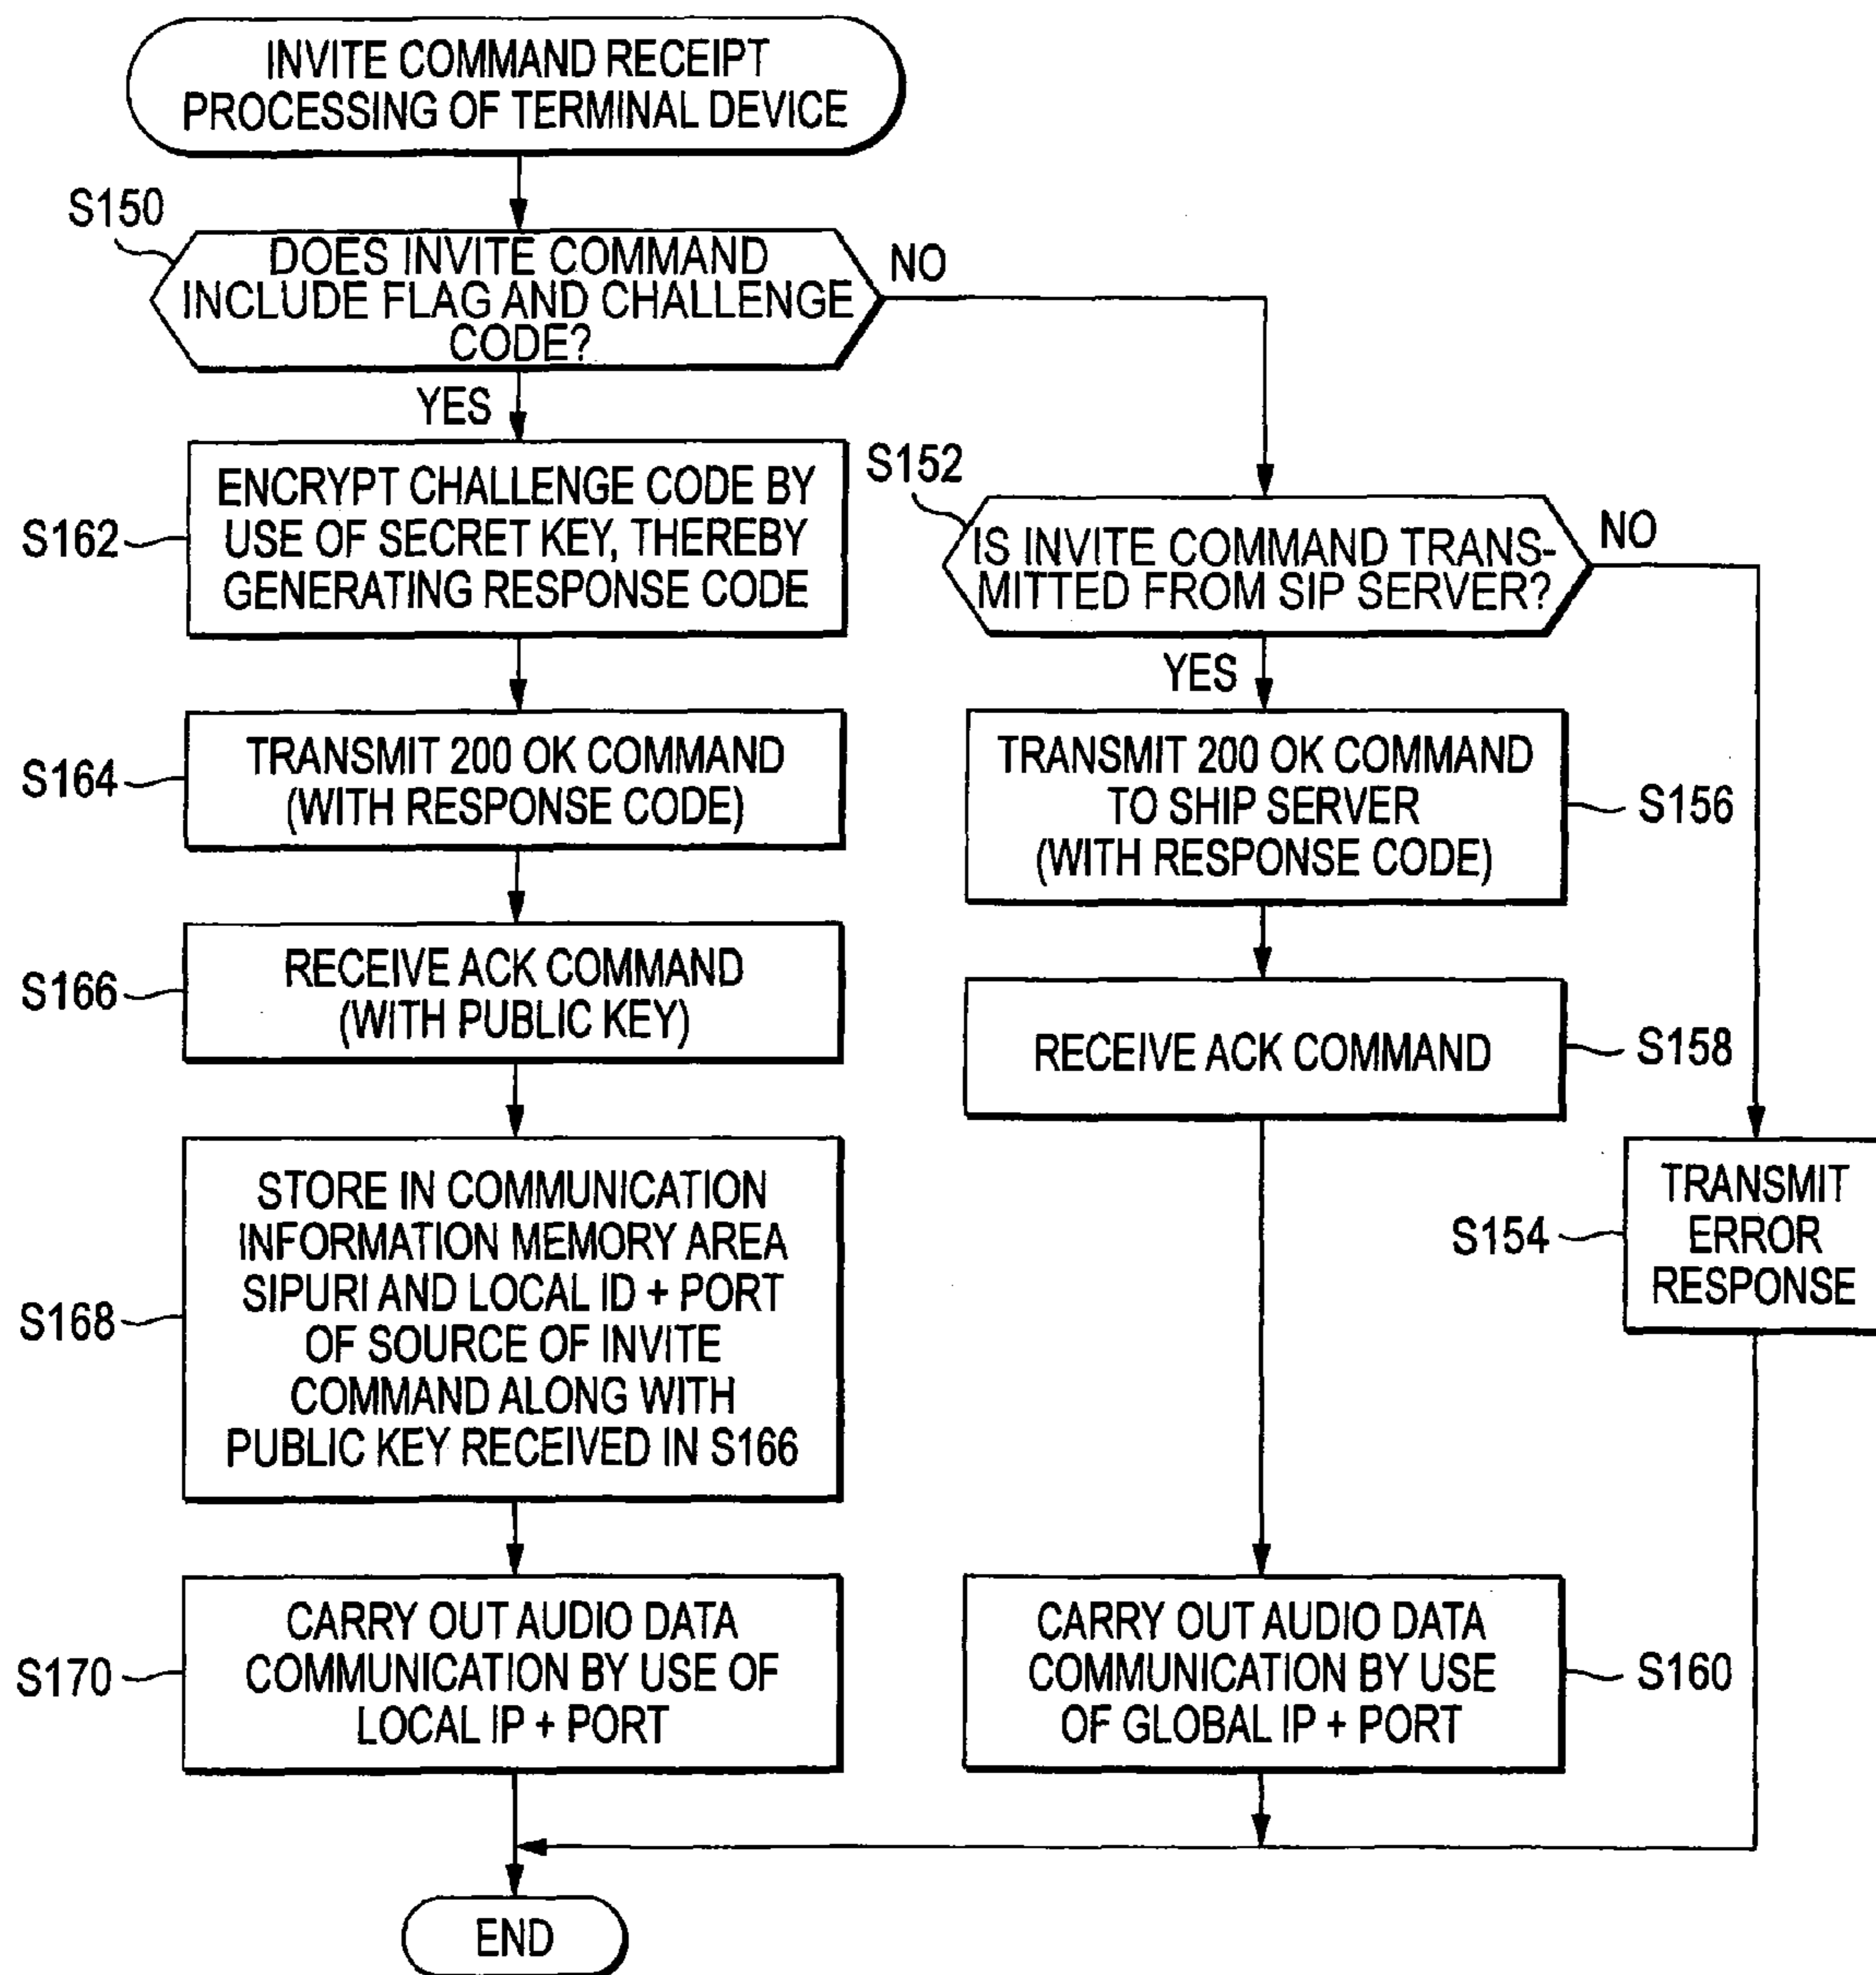 INVITE COMMAND RECEIPT
PROCESSING OF TERMINAL DEVICE
S150
DOES INVITE COMMAND
INCLUDE FLAG AND CHALLENGE
CODE?
NO
YES
S162
ENCRYPT CHALLENGE CODE BY
USE OF SECRET KEY, THEREBY
GENERATING RESPONSE CODE
S152
IS INVITE COMMAND TRANS-
MITTED FROM SIP SERVER?
NO
YES
S164
TRANSMIT 200 OK COMMAND
(WITH RESPONSE CODE)
TRANSMIT 200 OK COMMAND
TO SHIP SERVER
(WITH RESPONSE CODE)
S156
S166
RECEIVE ACK COMMAND
(WITH PUBLIC KEY)
RECEIVE ACK COMMAND
S158
S168
STORE IN COMMUNICATION
INFORMATION MEMORY AREA
SIPURI AND LOCAL ID + PORT
OF SOURCE OF INVITE
COMMAND ALONG WITH
PUBLIC KEY RECEIVED IN S166
S154
TRANSMIT
ERROR
RESPONSE
S170
CARRY OUT AUDIO DATA
COMMUNICATION BY USE OF
LOCAL IP + PORT
CARRY OUT AUDIO DATA
COMMUNICATION BY USE
OF GLOBAL IP + PORT
S160
END